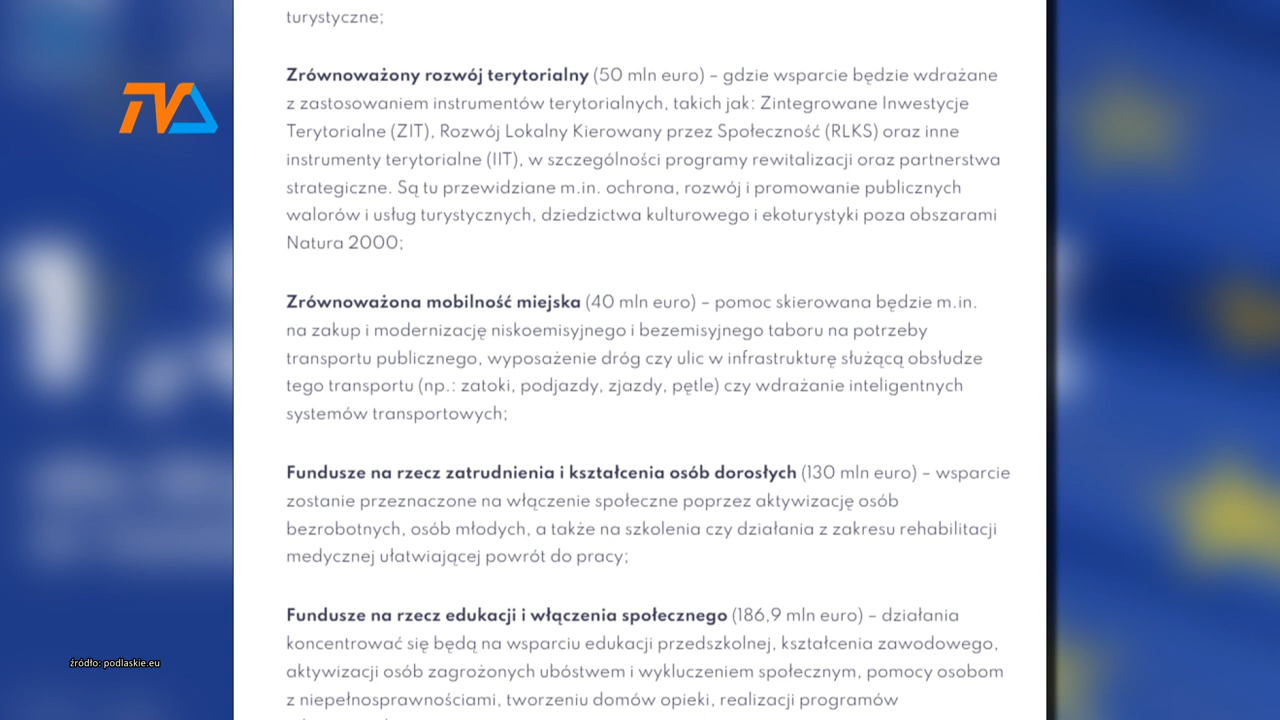 turystyczne;
Zrównoważony rozwój terytorialny (50 mln euro) – gdzie wsparcie będzie wdrażane
z zastosowaniem instrumentów terytorialnych, takich jak: Zintegrowane Inwestycje
Terytorialne (ZIT), Rozwój Lokalny Kierowany przez Społeczność (RLKS) oraz inne
instrumenty terytorialne (IIT), w szczególności programy rewitalizacji oraz partnerstwa
strategiczne. Są tu przewidziane m.in. ochrona, rozwój i promowanie publicznych
walorów i usług turystycznych, dziedzictwa kulturowego i ekoturystyki poza obszarami
Natura 2000;
Zrównoważona mobilność miejska (40 mln euro) – pomoc skierowana będzie m.in.
na zakup i modernizację niskoemisyjnego i bezemisyjnego taboru na potrzeby
transportu publicznego, wyposażenie dróg czy ulic w infrastrukturę służącą obsłudze
tego transportu (np.: zatoki, podjazdy, zjazdy, pętle) czy wdrażanie inteligentnych
systemów transportowych;
Fundusze na rzecz zatrudnienia i kształcenia osób dorosłych (130 mln euro) – wsparcie
zostanie przeznaczone na włączenie społeczne poprzez aktywizację osób
bezrobotnych, osób młodych, a także na szkolenia czy działania z zakresu rehabilitacji
medycznej ułatwiającej powrót do pracy;
Fundusze na rzecz edukacji i włączenia społecznego (186,9 mln euro) – działania
koncentrować się będą na wsparciu edukacji przedszkolnej, kształcenia zawodowego,
aktywizacji osób zagrożonych ubóstwem i wykluczeniem społecznym, pomocy osobom
z niepełnosprawnościami, tworzeniu domów opieki, realizacji programów
TVA
źródło: podlaskie.eu